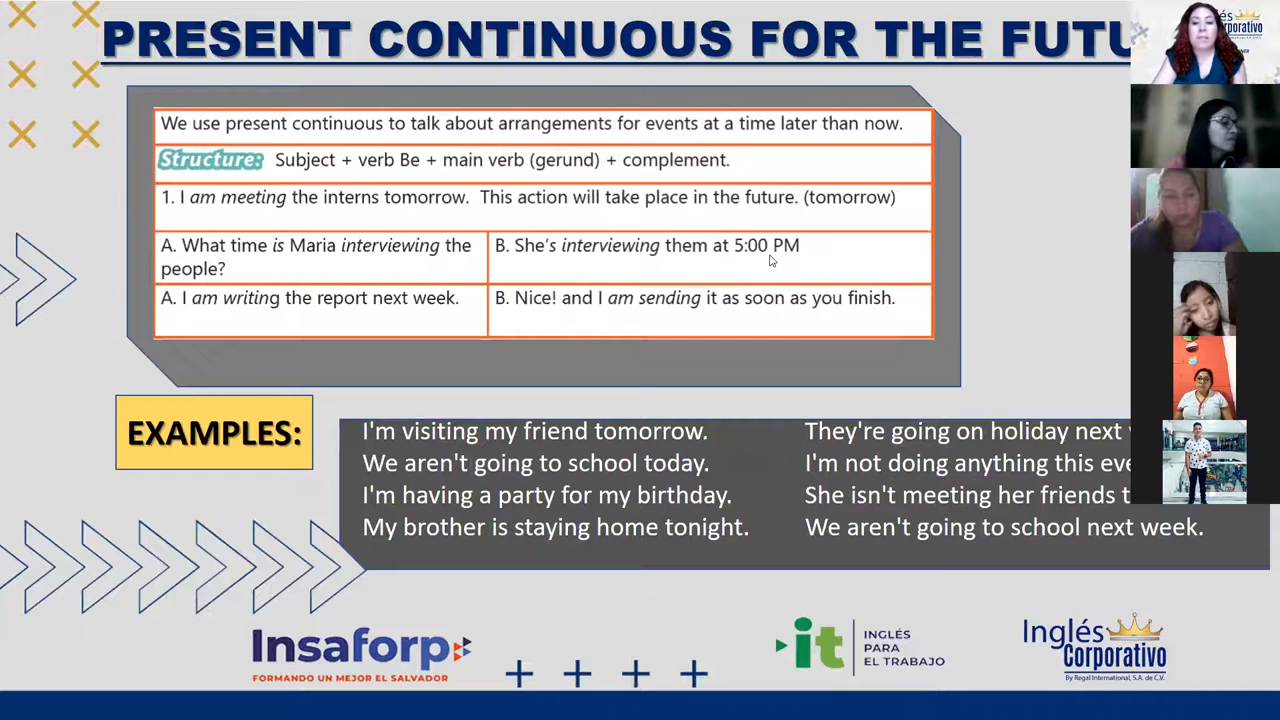 PRESENT CONTINUOUS FOR THE FUTU
We use present continuous to talk about arrangements for events at a time later than now.
Structure: Subject + verb Be + main verb (gerund) + complement.
1. I am meeting the interns tomorrow. This action will take place in the future. (tomorrow)
A. What time is Maria interviewing the
people?
B. She's interviewing them at 5:00 PM
A. I am writing the report next week.
B. Nice! and I am sending it as soon as you finish.
EXAMPLES:
I'm visiting my friend tomorrow.
We aren't going to school today.
I'm having a party for my birthday.
My brother is staying home tonight.
They're going on holiday next
I'm not doing anything this eve
She isn't meeting her friends t
We aren't going to school next week.
Insaforp
FORMANDO UN MEJOR EL SALVADOR
it
INGLÉS
PARA
EL TRABAJO
Inglés
Corporativo
By Regal International, S.A. de C.V.
glés
Corporativo